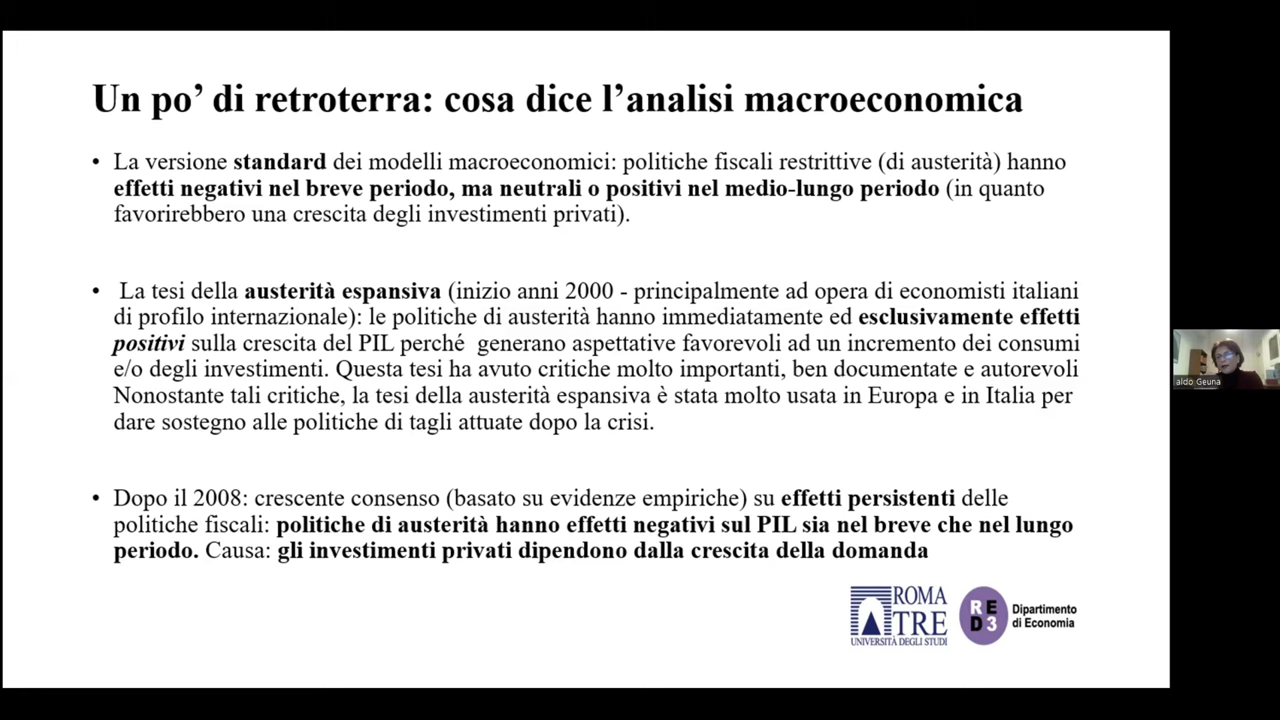 Un po’ di retroterra: cosa dice l’analisi macroeconomica
• La versione standard dei modelli macroeconomici: politiche fiscali restrittive (di austerità) hanno
effetti negativi nel breve periodo, ma neutrali o positivi nel medio-lungo periodo (in quanto
favorirebbero una crescita degli investimenti privati).
• La tesi della austerità espansiva (inizio anni 2000 - principalmente ad opera di economisti italiani
di profilo internazionale): le politiche di austerità hanno immediatamente ed esclusivamente effetti
positivi sulla crescita del PIL perché generano aspettative favorevoli ad un incremento dei consumi
e/o degli investimenti. Questa tesi ha avuto critiche molto importanti, ben documentate e autorevoli
Nonostante tali critiche, la tesi della austerità espansiva è stata molto usata in Europa e in Italia per
dare sostegno alle politiche di tagli attuate dopo la crisi.
• Dopo il 2008: crescente consenso (basato su evidenze empiriche) su effetti persistenti delle
politiche fiscali: politiche di austerità hanno effetti negativi sul PIL sia nel breve che nel lungo
periodo. Causa: gli investimenti privati dipendono dalla crescita della domanda
ROMA
TRE
UNIVERSITÀ DEGLI STUDI
RE
D3
Dipartimento
di Economia
aldo Geuna